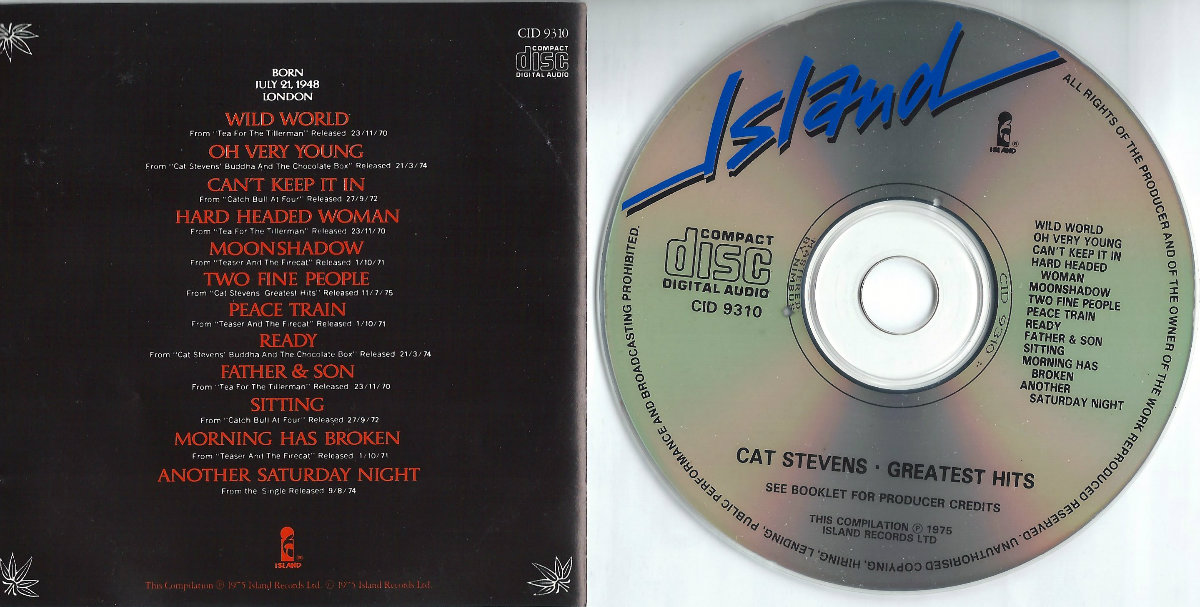 CID 9310
COMPACT
disc
DIGITAL AUDIO
BORN
JULY 21, 1948
LONDON
WILD WORLD
From "Tea For The Tillerman" Released 23/11/70
OH VERY YOUNG
From "Cat Stevens' Buddha And The Chocolate Box" Released 21/3/74
CAN'T KEEP IT IN
From "Catch Bull At Four" Released 27/9/72
HARD HEADED WOMAN
From "Tea For The Tillerman" Released 23/11/70
MOONSHADOW
From "Teaser And The Firecat" Released 1/10/71
TWO FINE PEOPLE
From "Cat Stevens Greatest Hits" Released 11/7/75
PEACE TRAIN
From "Teaser And The Firecat" Released 1/10/71
READY
From "Cat Stevens' Buddha And The Chocolate Box" Released 21/3/74
FATHER & SON
From "Tea For The Tillerman" Released 23/11/70
SITTING
From "Catch Bull At Four" Released 27/9/72
MORNING HAS BROKEN
From "Teaser And The Firecat" Released 1/10/71
ANOTHER SATURDAY NIGHT
From the Single Released 9/8/74
ISLAND
This Compilation ℗ 1975 Island Records Ltd. © 1975 Island Records Ltd.
Island
ISLAND
COMPACT
disc
DIGITAL AUDIO
CID 9310
MASTERED
BY NIMBUS
CID 9310
WILD WORLD
OH VERY YOUNG
CAN'T KEEP IT IN
HARD HEADED
WOMAN
MOONSHADOW
TWO FINE PEOPLE
PEACE TRAIN
READY
FATHER & SON
SITTING
MORNING HAS
BROKEN
ANOTHER
SATURDAY NIGHT
CAT STEVENS · GREATEST HITS
SEE BOOKLET FOR PRODUCER CREDITS
THIS COMPILATION ℗ 1975
ISLAND RECORDS LTD
ALL RIGHTS OF THE PRODUCER AND OF THE OWNER OF THE WORK REPRODUCED RESERVED. UNAUTHORISED COPYING, HIRING, LENDING, PUBLIC PERFORMANCE AND BROADCASTING PROHIBITED.